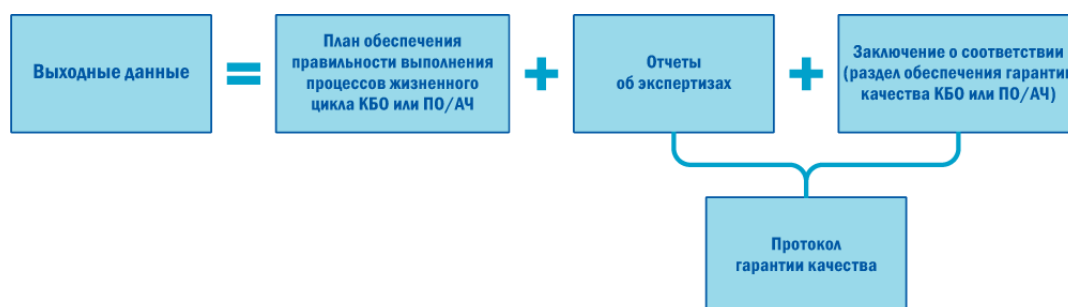 Выходные данные
=
План обеспечения
правильности выполнения
процессов жизненного
цикла КБО или ПО/АЧ
+
Отчеты
об экспертизах
+
Заключение о соответствии
(раздел обеспечения гарантии
качества КБО или ПО/АЧ)
Протокол
гарантии качества